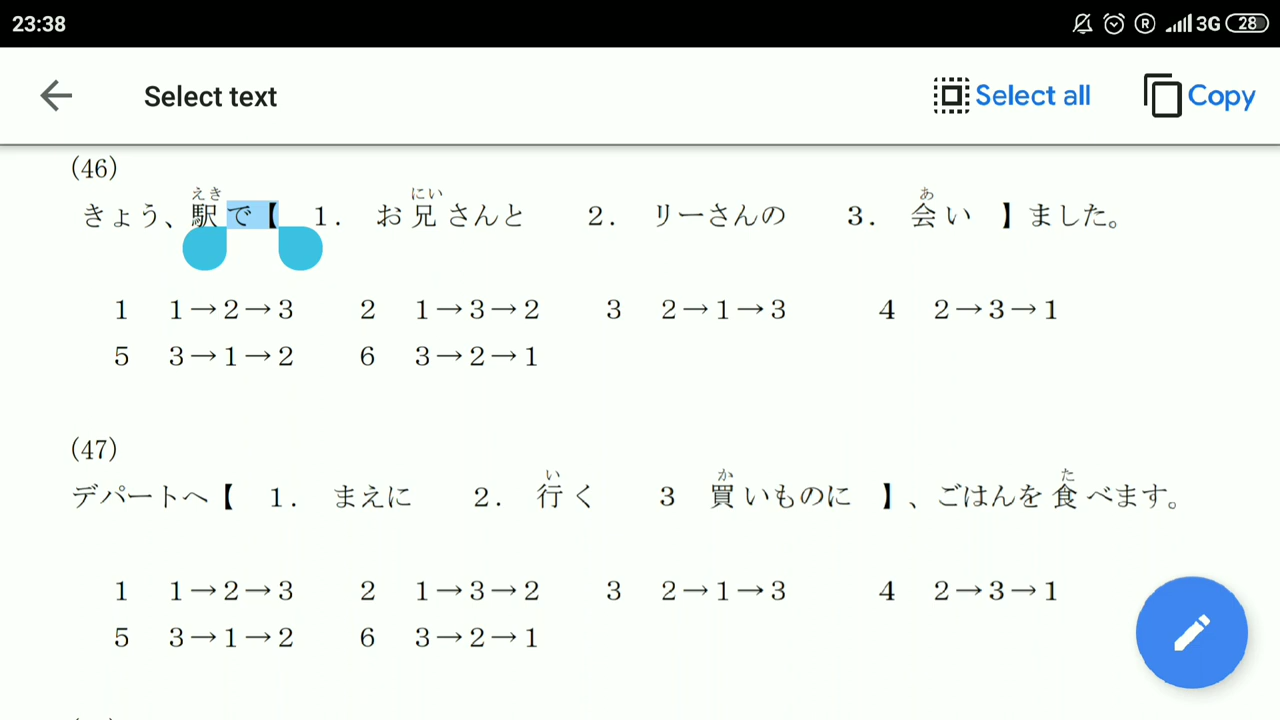 23:38
R 3G 28
Select text
Select all
Copy
(46)
えき にい あ
きょう、駅で【 1. お兄さんと 2. リーさんの 3. 会い 】ました。
1 1→2→3 2 1→3→2 3 2→1→3 4 2→3→1
5 3→1→2 6 3→2→1
(47)
い か た
デパートへ【 1. まえに 2. 行く 3 買いものに 】、ごはんを食べます。
1 1→2→3 2 1→3→2 3 2→1→3 4 2→3→1
5 3→1→2 6 3→2→1